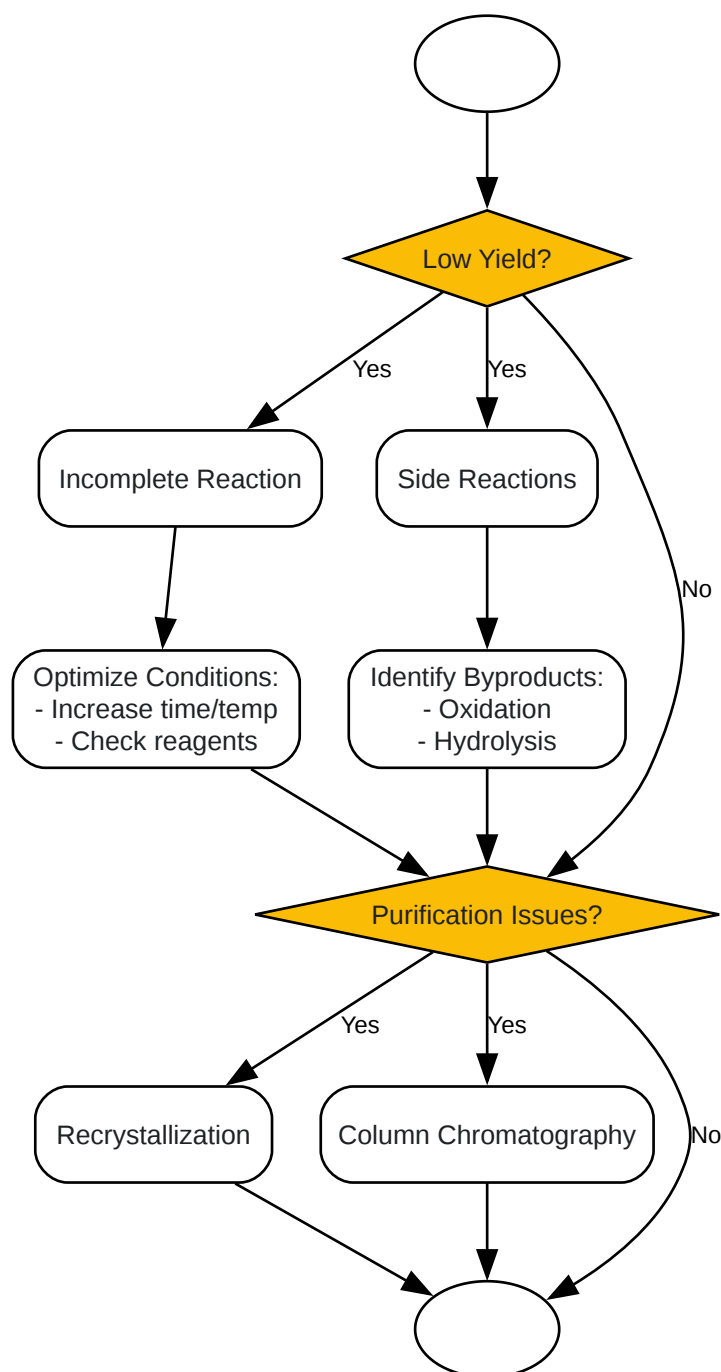 Low Yield?
Yes
Yes
Incomplete Reaction
Side Reactions
No
Optimize Conditions:
- Increase time/temp
- Check reagents
Identify Byproducts:
- Oxidation
- Hydrolysis
Purification Issues?
Yes
Yes
Recrystallization
Column Chromatography
No